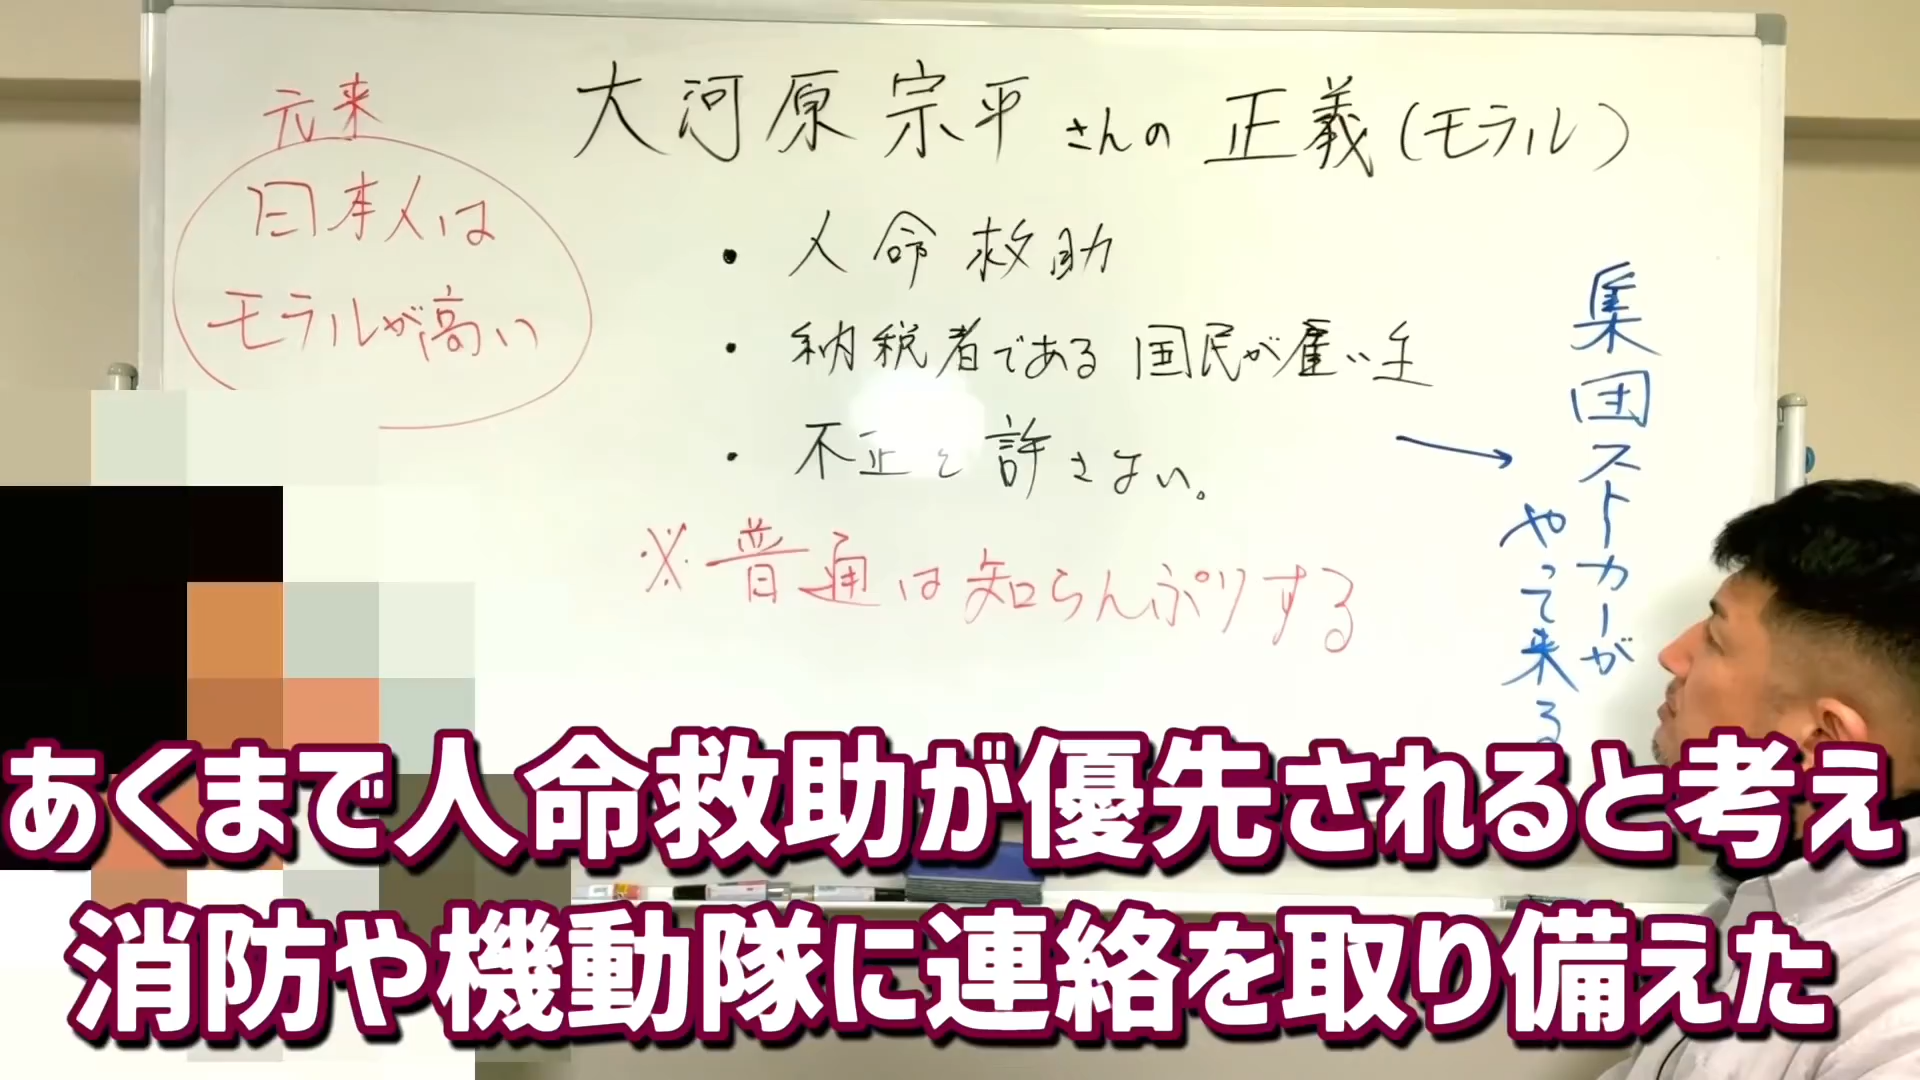 元来
日本人は
モラルが高い
大河原宗平さんの正義(モラル)
・人命救助
・納税者である国民が雇い主
・不正を許さない。
※普通は知らんぷりする
→
集団ストーカーが
やって来る
あくまで人命救助が優先されると考え
消防や機動隊に連絡を取り備えた